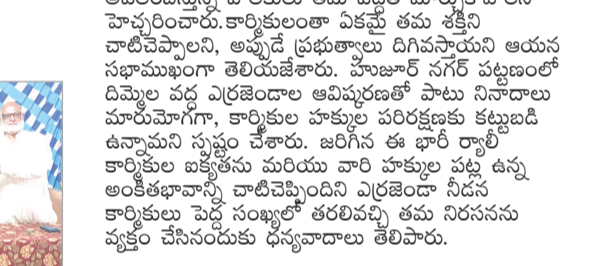 హెచ్చరించారు.కార్మికులంతా ఏకమై తమ శక్తిని
చాటిచెప్పాలని, అప్పుడే ప్రభుత్వాలు దిగివస్తాయని ఆయన
సభాముఖంగా తెలియజేశారు. హుజూర్ నగర్ పట్టణంలో
దిమ్మెల వద్ద ఎర్రజెండాల ఆవిష్కరణతో పాటు నినాదాలు
మారుమోగగా, కార్మికుల హక్కుల పరిరక్షణకు కట్టుబడి
ఉన్నామని స్పష్టం చేశారు. జరిగిన ఈ భారీ ర్యాలీ
కార్మికుల ఐక్యతను మరియు వారి హక్కుల పట్ల ఉన్న
అంకితభావాన్ని చాటిచెప్పిందిని ఎర్రజెండా నీడన
కార్మికులు పెద్ద సంఖ్యలో తరలివచ్చి తమ నిరసనను
వ్యక్తం చేసినందుకు ధన్యవాదాలు తెలిపారు.